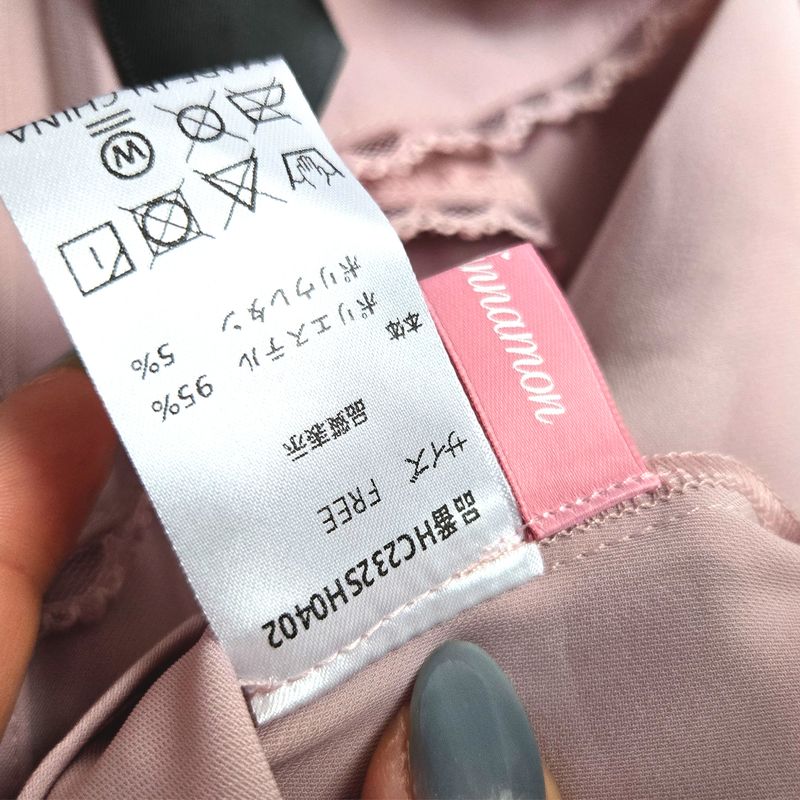 品番HC232SH0402
サイズ FREE
品質表示
本体
ポリエステル 95%
ポリウレタン 5%
W
MADE IN CHINA
innamon